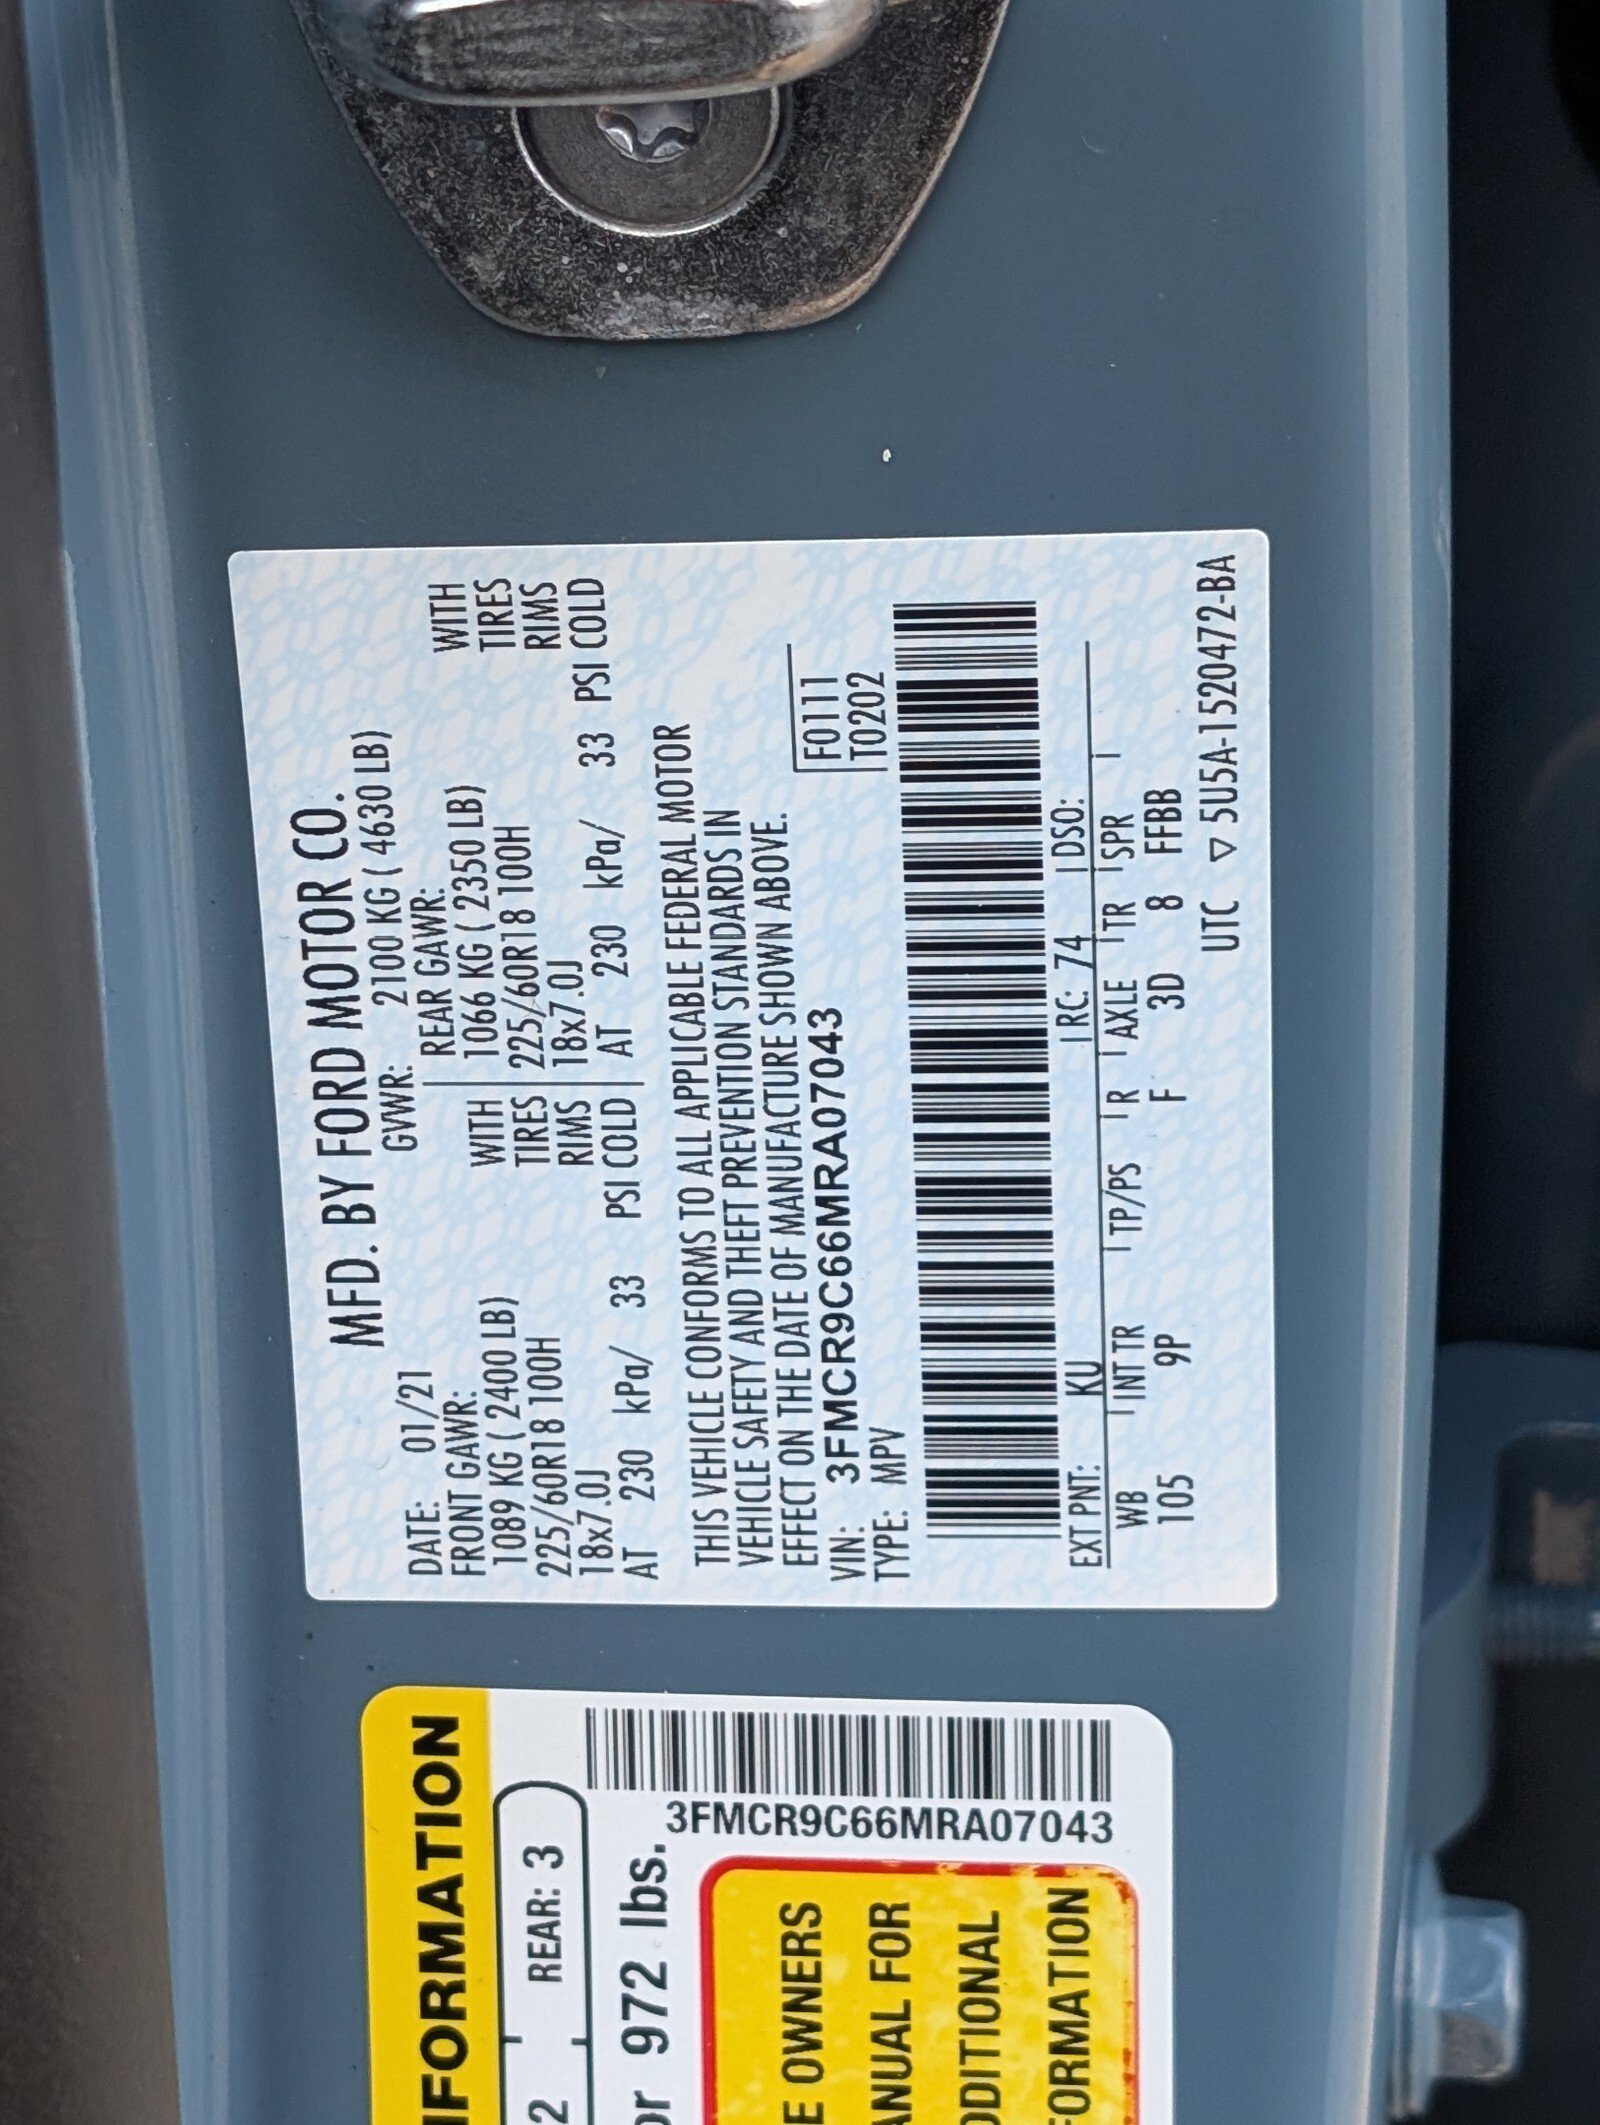 MFD. BY FORD MOTOR CO.
DATE: 01/21 GVWR: 2100 KG ( 4630 LB)
FRONT GAWR: REAR GAWR:
1089 KG ( 2400 LB) WITH 1066 KG ( 2350 LB) WITH
225/60R18 100H TIRES 225/60R18 100H TIRES
18x7.0J RIMS 18x7.0J RIMS
AT 230 kPa/ 33 PSI COLD AT 230 kPa/ 33 PSI COLD
THIS VEHICLE CONFORMS TO ALL APPLICABLE FEDERAL MOTOR
VEHICLE SAFETY AND THEFT PREVENTION STANDARDS IN
EFFECT ON THE DATE OF MANUFACTURE SHOWN ABOVE.
VIN: 3FMCR9C66MRA07043 F0111
TYPE: MPV T0202
EXT PNT: KU RC: 74 DSO:
WB INT TR TP/PS R AXLE TR SPR
105 9P F 3D 8 FFBB
UTC ▽ 5U5A-1520472-BA
IFORMATION
2 REAR: 3
or 972 lbs.
3FMCR9C66MRA07043
E OWNERS
ANUAL FOR
DDITIONAL
FORMATION